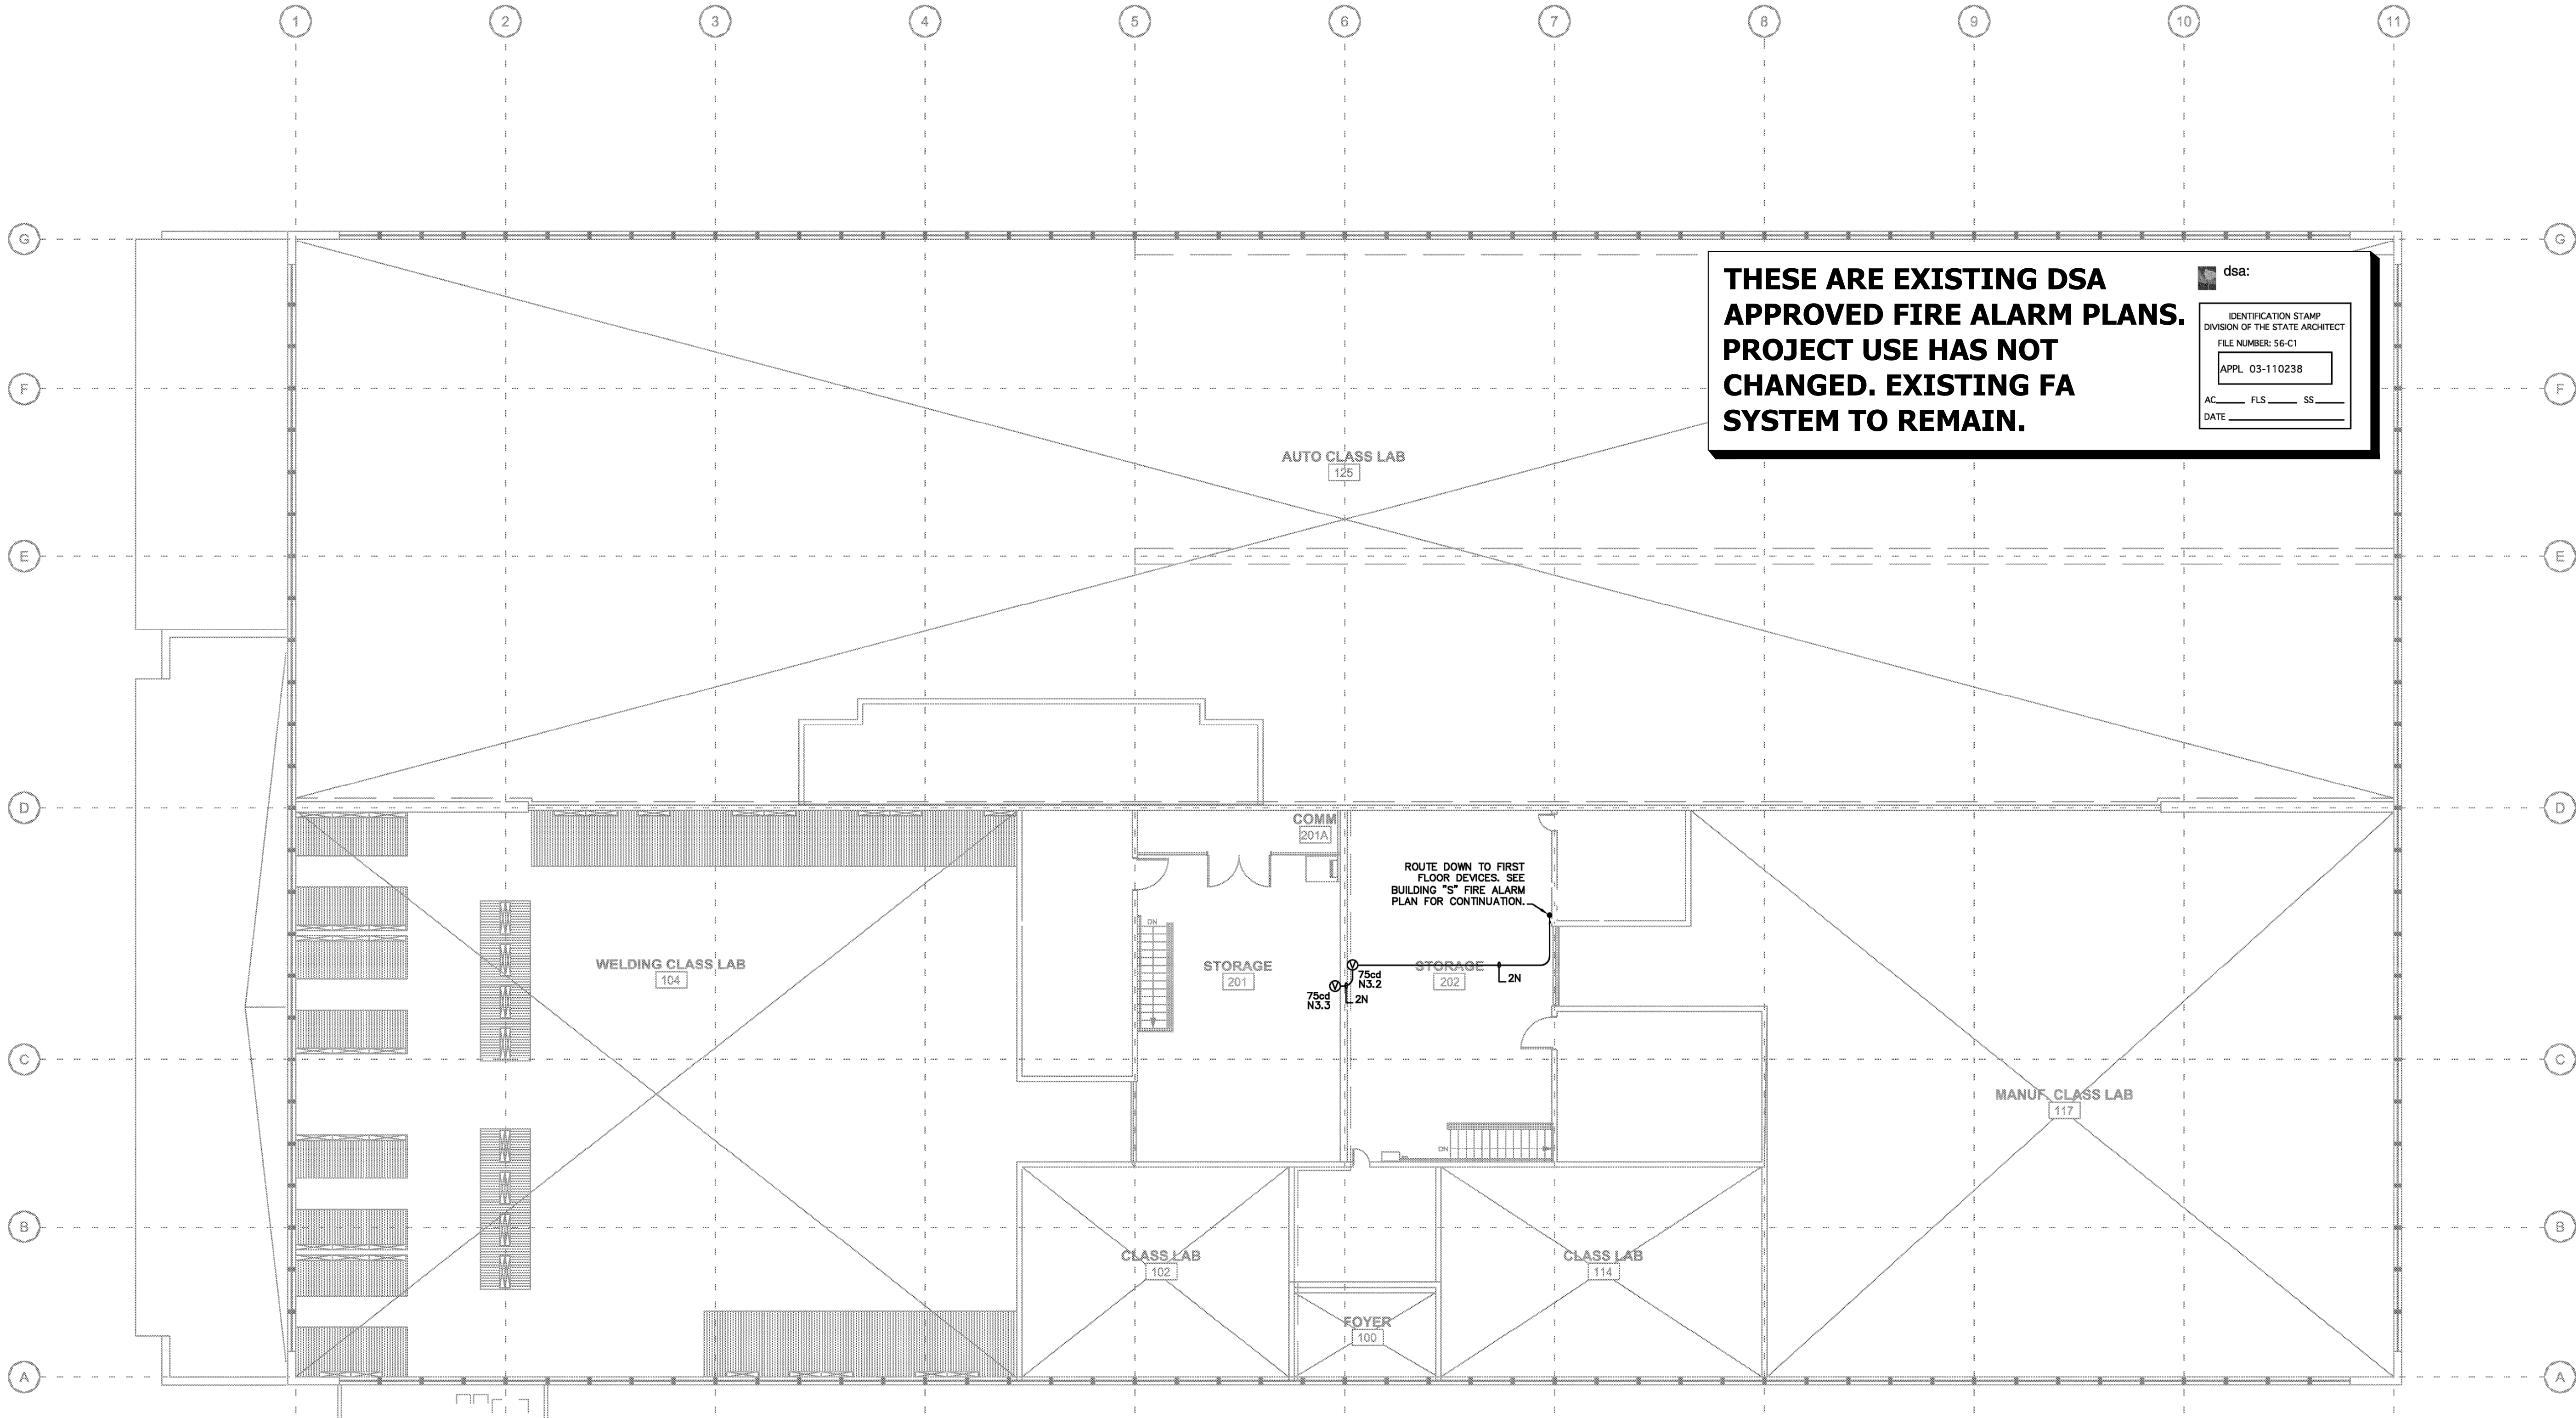 1 2 3 4 5 6 7 8 9 10 11
G G
THESE ARE EXISTING DSA
APPROVED FIRE ALARM PLANS.
PROJECT USE HAS NOT
CHANGED. EXISTING FA
SYSTEM TO REMAIN.
dsa:
IDENTIFICATION STAMP
DIVISION OF THE STATE ARCHITECT
FILE NUMBER: 56-C1
APPL 03-110238
AC FLS SS
DATE
F F
AUTO CLASS LAB
125
E E
D D
COMM
201A
ROUTE DOWN TO FIRST
FLOOR DEVICES. SEE
BUILDING "S" FIRE ALARM
PLAN FOR CONTINUATION.
DN
WELDING CLASS LAB
104
STORAGE
201
STORAGE
202
V
75cd
N3.2
2N
V
75cd
N3.3
2N
C C
MANUF. CLASS LAB
117
DN
B B
CLASS LAB
102
CLASS LAB
114
FOYER
100
A A